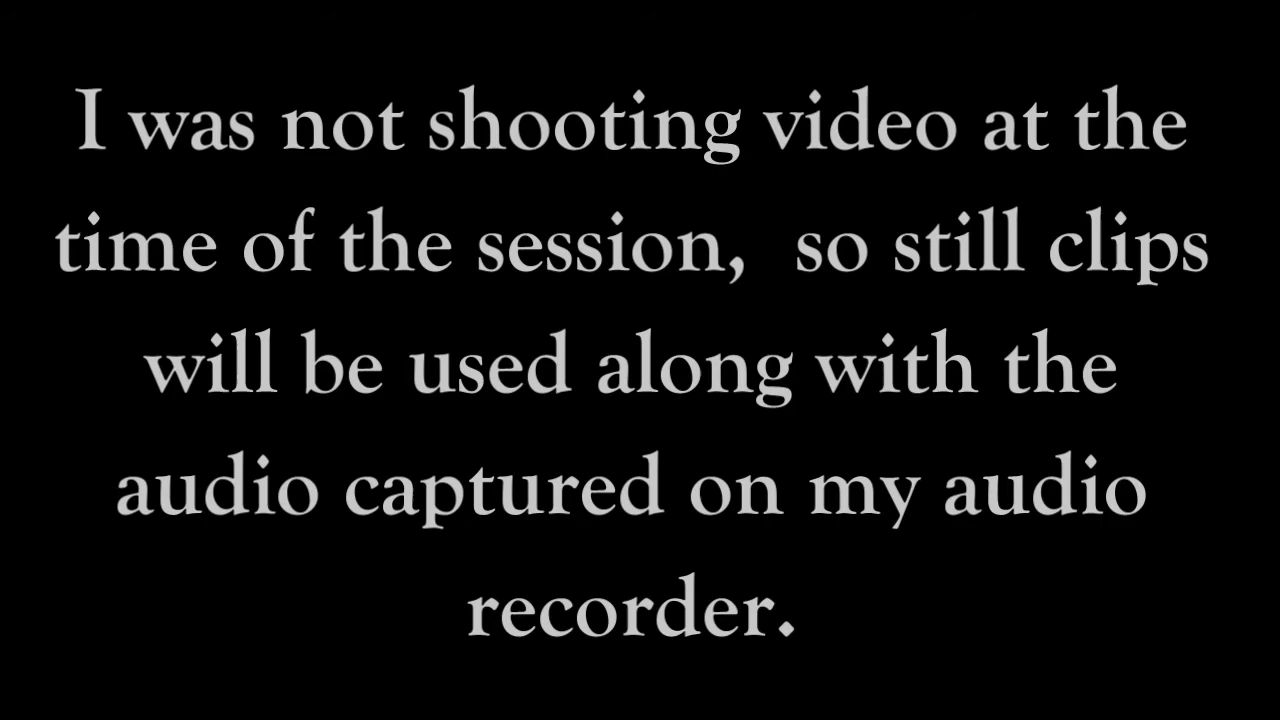 I was not shooting video at the
time of the session,  so still clips
will be used along with the
audio captured on my audio
recorder.